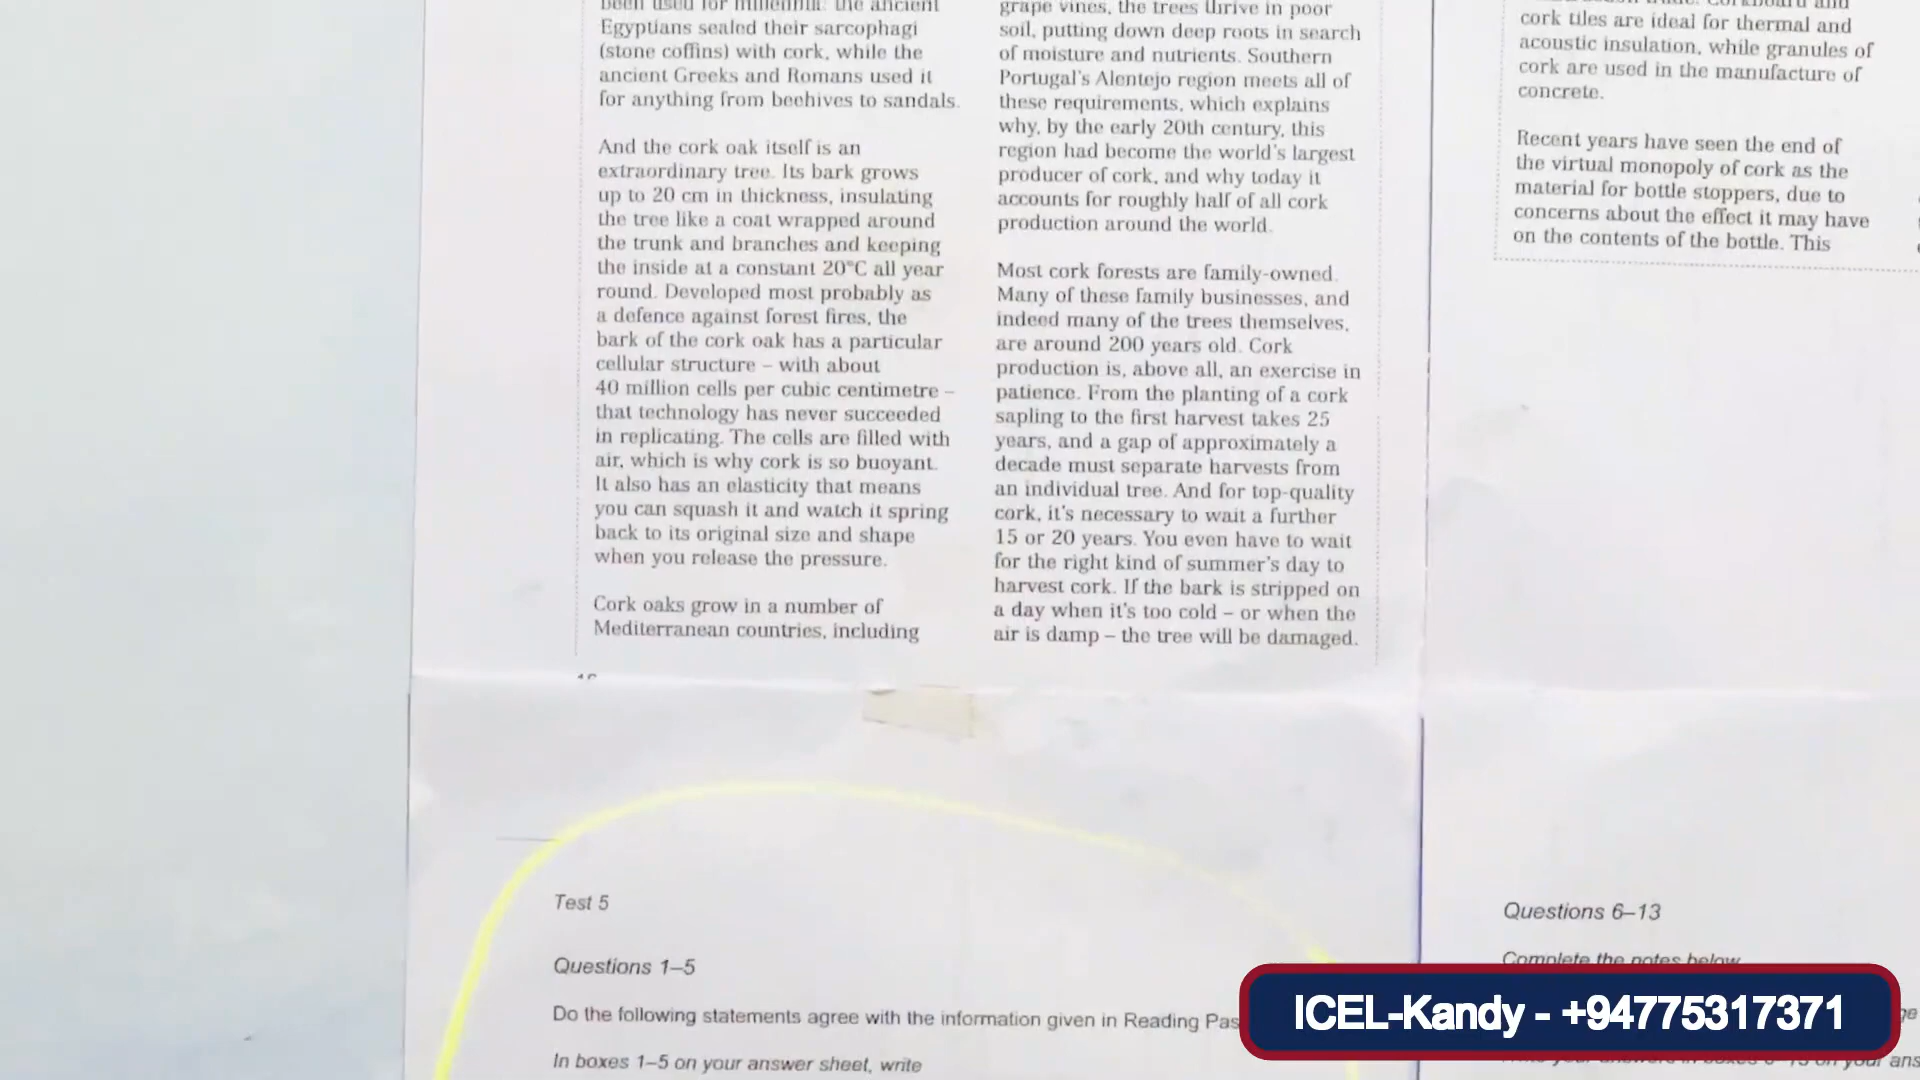 been used for millennia: the ancient
Egyptians sealed their sarcophagi
(stone coffins) with cork, while the
ancient Greeks and Romans used it
for anything from beehives to sandals.
And the cork oak itself is an
extraordinary tree. Its bark grows
up to 20 cm in thickness, insulating
the tree like a coat wrapped around
the trunk and branches and keeping
the inside at a constant 20°C all year
round. Developed most probably as
a defence against forest fires, the
bark of the cork oak has a particular
cellular structure – with about
40 million cells per cubic centimetre –
that technology has never succeeded
in replicating. The cells are filled with
air, which is why cork is so buoyant.
It also has an elasticity that means
you can squash it and watch it spring
back to its original size and shape
when you release the pressure.
Cork oaks grow in a number of
Mediterranean countries, including
grape vines, the trees thrive in poor
soil, putting down deep roots in search
of moisture and nutrients. Southern
Portugal's Alentejo region meets all of
these requirements, which explains
why, by the early 20th century, this
region had become the world's largest
producer of cork, and why today it
accounts for roughly half of all cork
production around the world.
Most cork forests are family-owned.
Many of these family businesses, and
indeed many of the trees themselves,
are around 200 years old. Cork
production is, above all, an exercise in
patience. From the planting of a cork
sapling to the first harvest takes 25
years, and a gap of approximately a
decade must separate harvests from
an individual tree. And for top-quality
cork, it's necessary to wait a further
15 or 20 years. You even have to wait
for the right kind of summer's day to
harvest cork. If the bark is stripped on
a day when it's too cold – or when the
air is damp – the tree will be damaged.
cork tiles are ideal for thermal and
acoustic insulation, while granules of
cork are used in the manufacture of
concrete.
Recent years have seen the end of
the virtual monopoly of cork as the
material for bottle stoppers, due to
concerns about the effect it may have
on the contents of the bottle. This
Test 5
Questions 1–5
Do the following statements agree with the information given in Reading Pas
In boxes 1–5 on your answer sheet, write
Questions 6–13
Complete the notes below
ICEL-Kandy - +94775317371